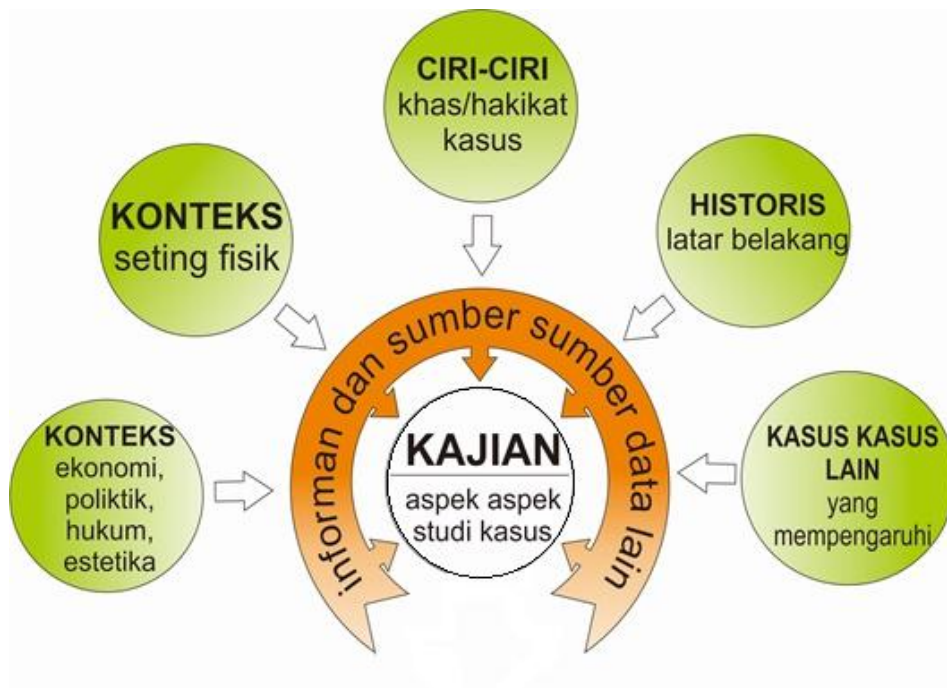 CIRI-CIRI
khas/hakikat
kasus
KONTEKS
seting fisik
HISTORIS
latar belakang
KONTEKS
ekonomi,
poliktik,
hukum,
estetika
KASUS KASUS
LAIN
yang
mempengaruhi
informan dan sumber sumber data lain
KAJIAN
aspek aspek
studi kasus